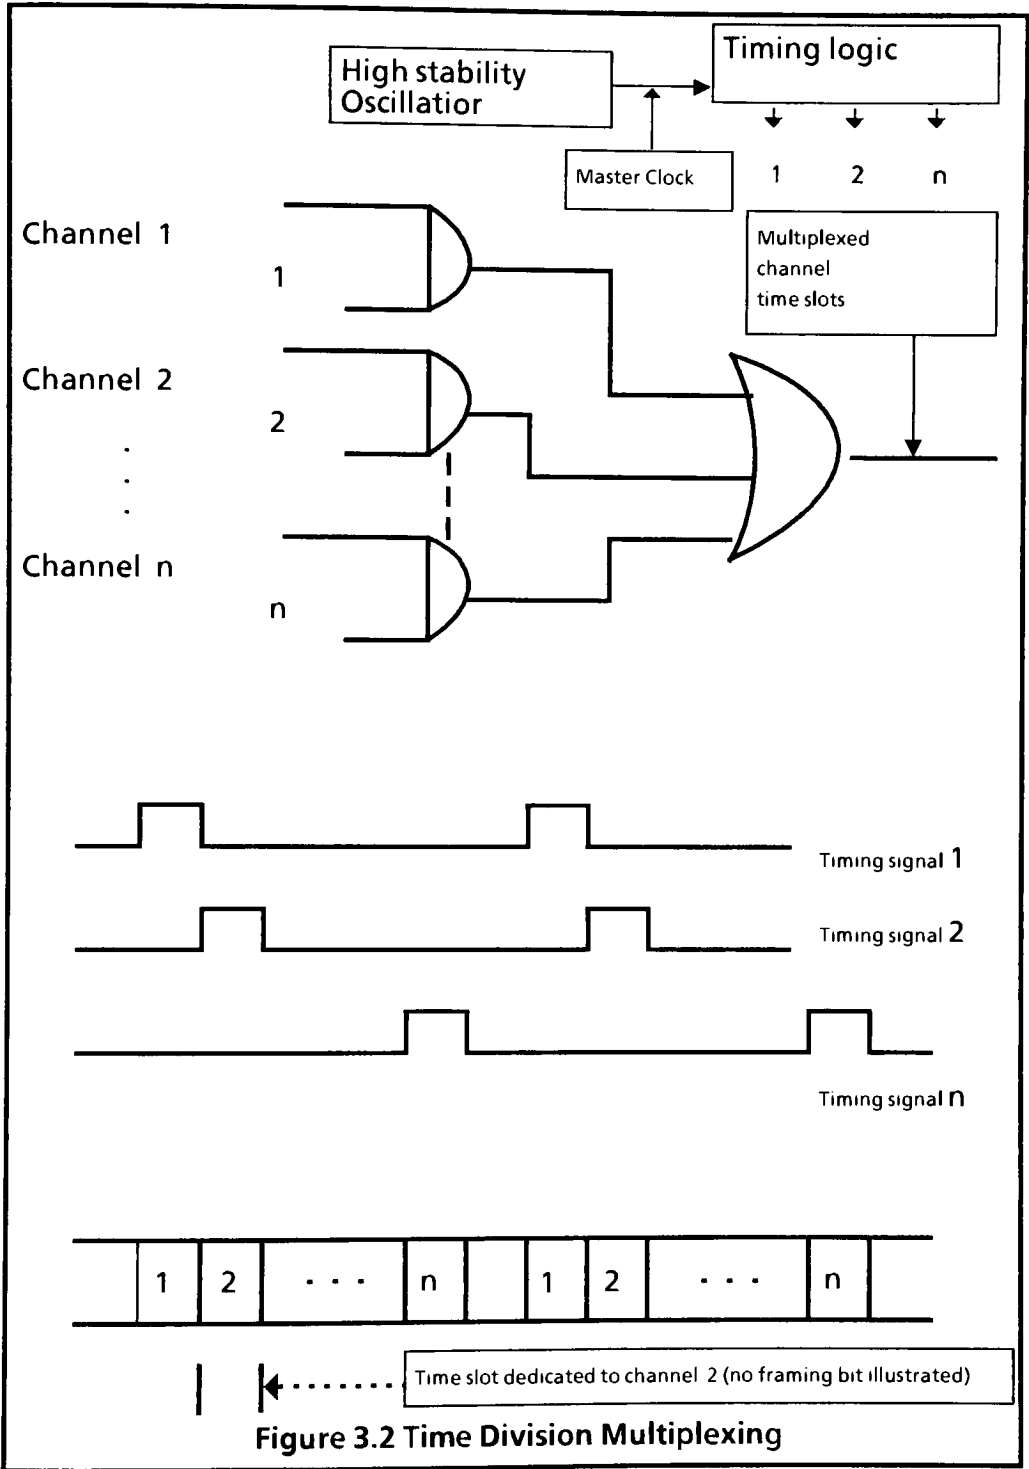 High stability
Oscillatior
Timing logic
Master Clock
1 2 n
Multiplexed
channel
time slots
Channel 1
1
Channel 2
2
.
.
.
Channel n
n
Timing signal 1
Timing signal 2
Timing signal n
1 2 . . . n 1 2 . . . n
Time slot dedicated to channel 2 (no framing bit illustrated)
Figure 3.2 Time Division Multiplexing